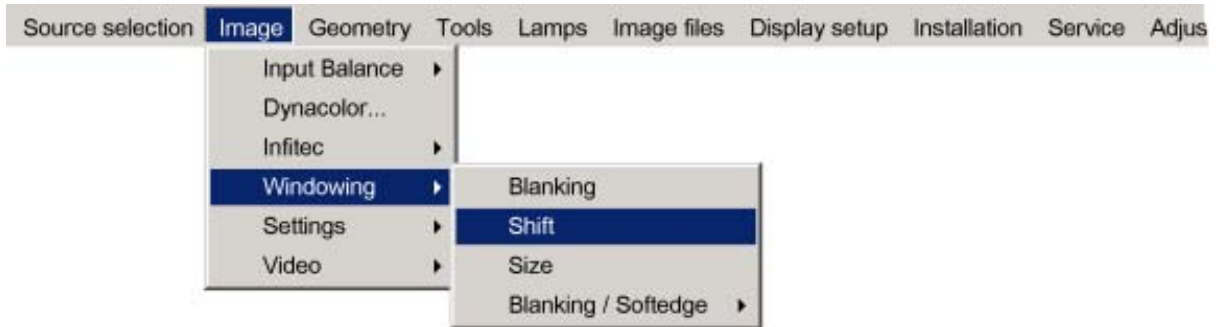 Source selection Image Geometry Tools Lamps Image files Display setup Installation Service Adjus
Input Balance
Dynacolor...
Infitec
Windowing
Settings
Video
Blanking
Shift
Size
Blanking / Softedge